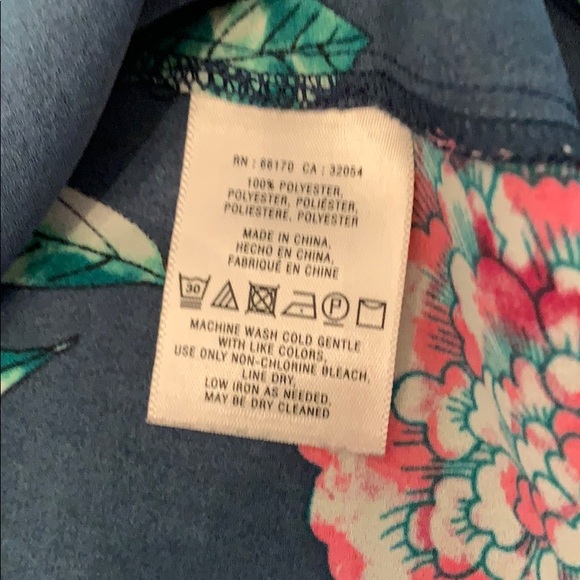 RN : 66170 CA : 32054
100% POLYESTER,
POLYESTER, POLIÉSTER,
POLIESTERE, POLYESTER
MADE IN CHINA,
HECHO EN CHINA,
FABRIQUÉ EN CHINE
30 P
MACHINE WASH COLD GENTLE
WITH LIKE COLORS,
USE ONLY NON-CHLORINE BLEACH,
LINE DRY,
LOW IRON AS NEEDED,
MAY BE DRY CLEANED